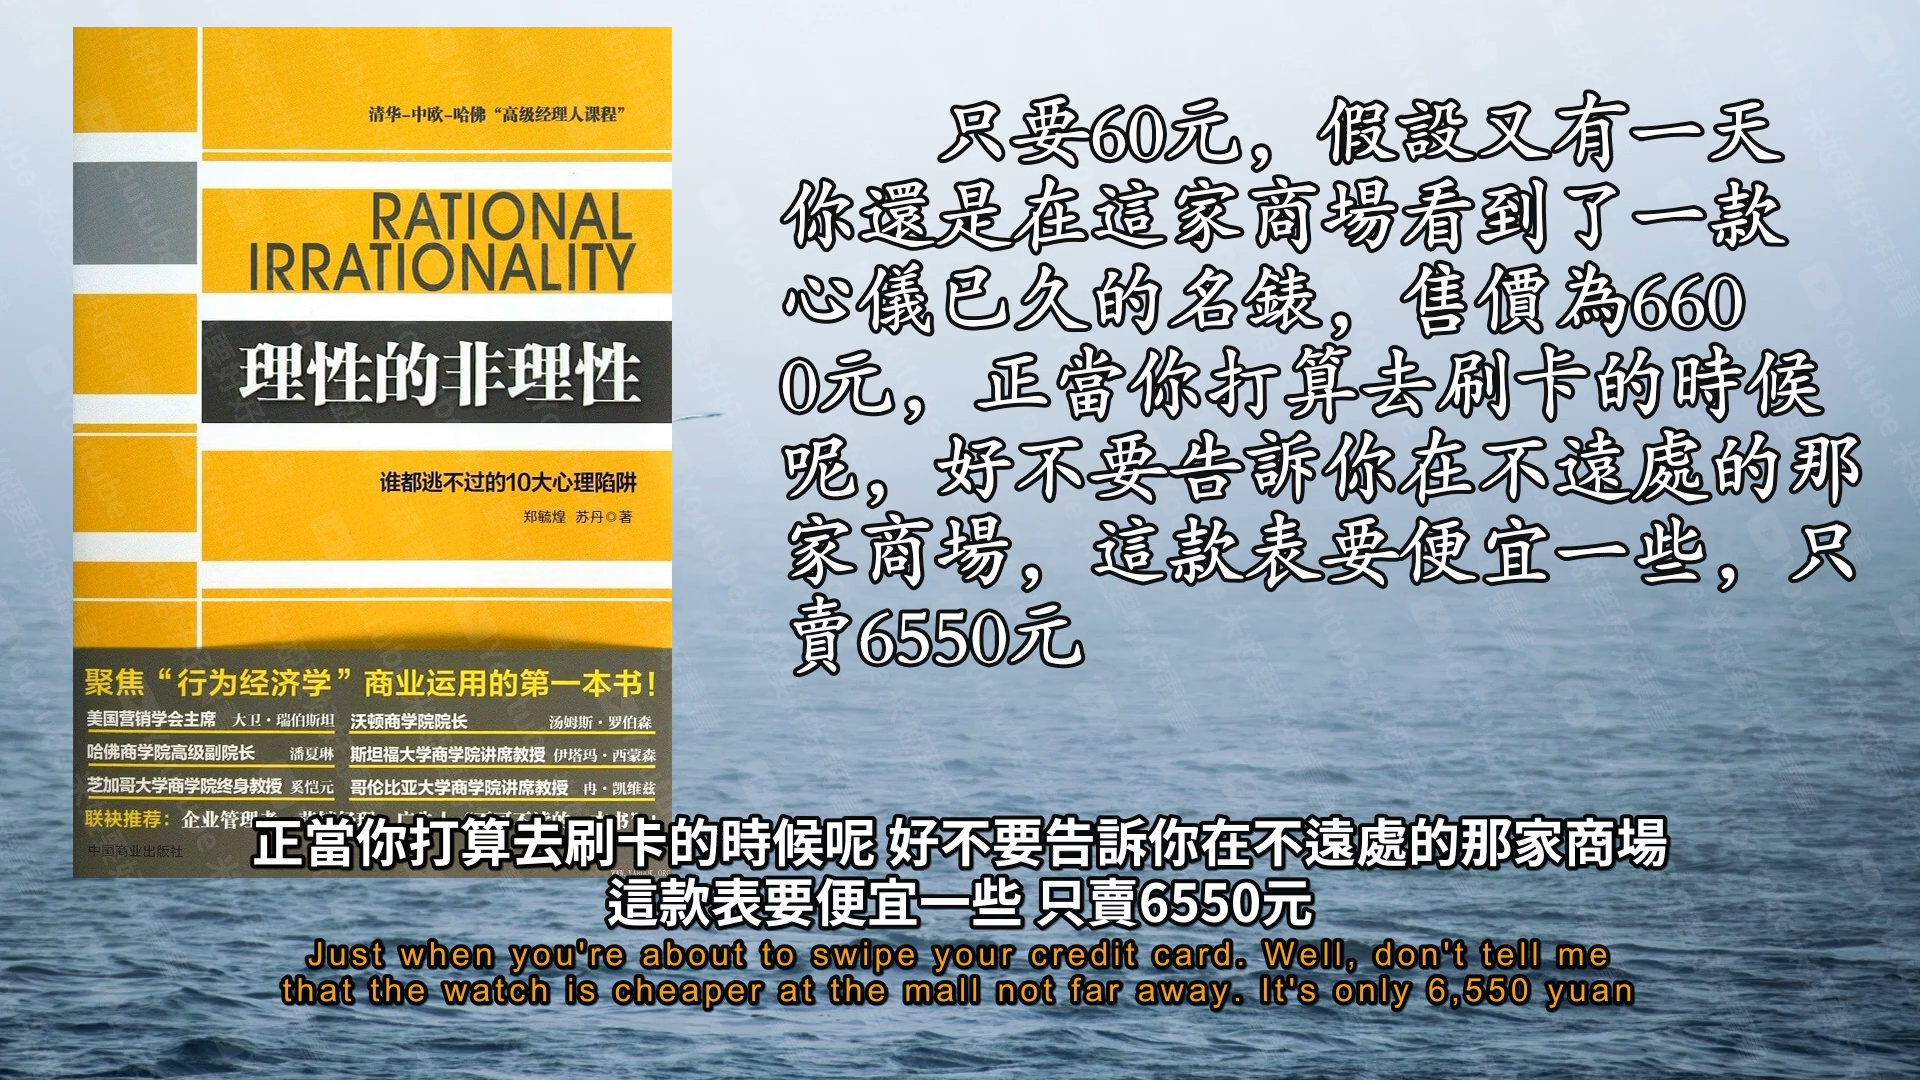 清华-中欧-哈佛“高级经理人课程”
RATIONAL
IRRATIONALITY
理性的非理性
谁都逃不过的10大心理陷阱
郑毓煌 苏丹◎著
聚焦“行为经济学”商业运用的第一本书！
美国营销学会主席 大卫·瑞伯斯坦 沃顿商学院院长 汤姆斯·罗伯森
哈佛商学院高级副院长 潘夏琳 斯坦福大学商学院讲席教授 伊塔玛·西蒙森
芝加哥大学商学院终身教授 奚恺元 哥伦比亚大学商学院讲席教授 冉·凯维兹
联袂推荐：企业管理者
中国商业出版社
只要60元，假設又有一天
你還是在這家商場看到了一款
心儀已久的名錶，售價為660
0元，正當你打算去刷卡的時候
呢，好不要告訴你在不遠處的那
家商場，這款表要便宜一些，只
賣6550元
正當你打算去刷卡的時候呢 好不要告訴你在不遠處的那家商場
這款表要便宜一些 只賣6550元
Just when you're about to swipe your credit card. Well, don't tell me
that the watch is cheaper at the mall not far away. It's only 6,550 yuan